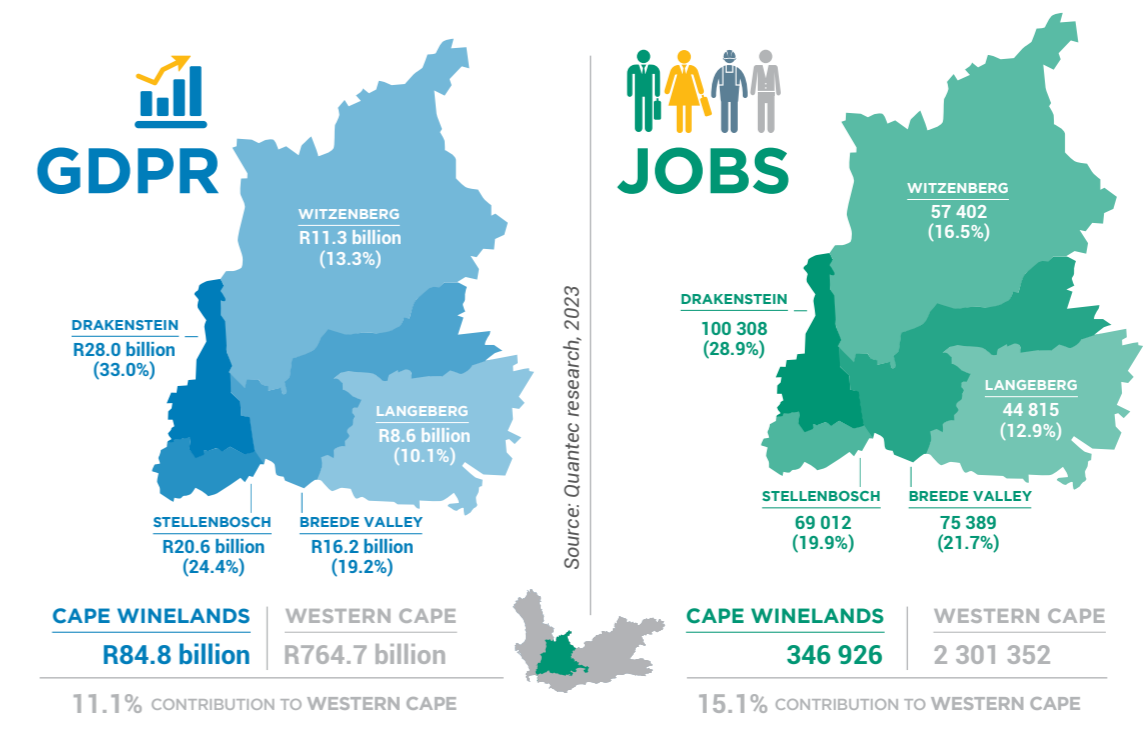 GDPR
WITZENBERG
R11.3 billion
(13.3%)
DRAKENSTEIN
R28.0 billion
(33.0%)
LANGEBERG
R8.6 billion
(10.1%)
STELLENBOSCH
R20.6 billion
(24.4%)
BREEDE VALLEY
R16.2 billion
(19.2%)
CAPE WINELANDS
R84.8 billion
WESTERN CAPE
R764.7 billion
11.1% CONTRIBUTION TO WESTERN CAPE
Source: Quantec research, 2023
JOBS
WITZENBERG
57 402
(16.5%)
DRAKENSTEIN
100 308
(28.9%)
LANGEBERG
44 815
(12.9%)
STELLENBOSCH
69 012
(19.9%)
BREEDE VALLEY
75 389
(21.7%)
CAPE WINELANDS
346 926
WESTERN CAPE
2 301 352
15.1% CONTRIBUTION TO WESTERN CAPE